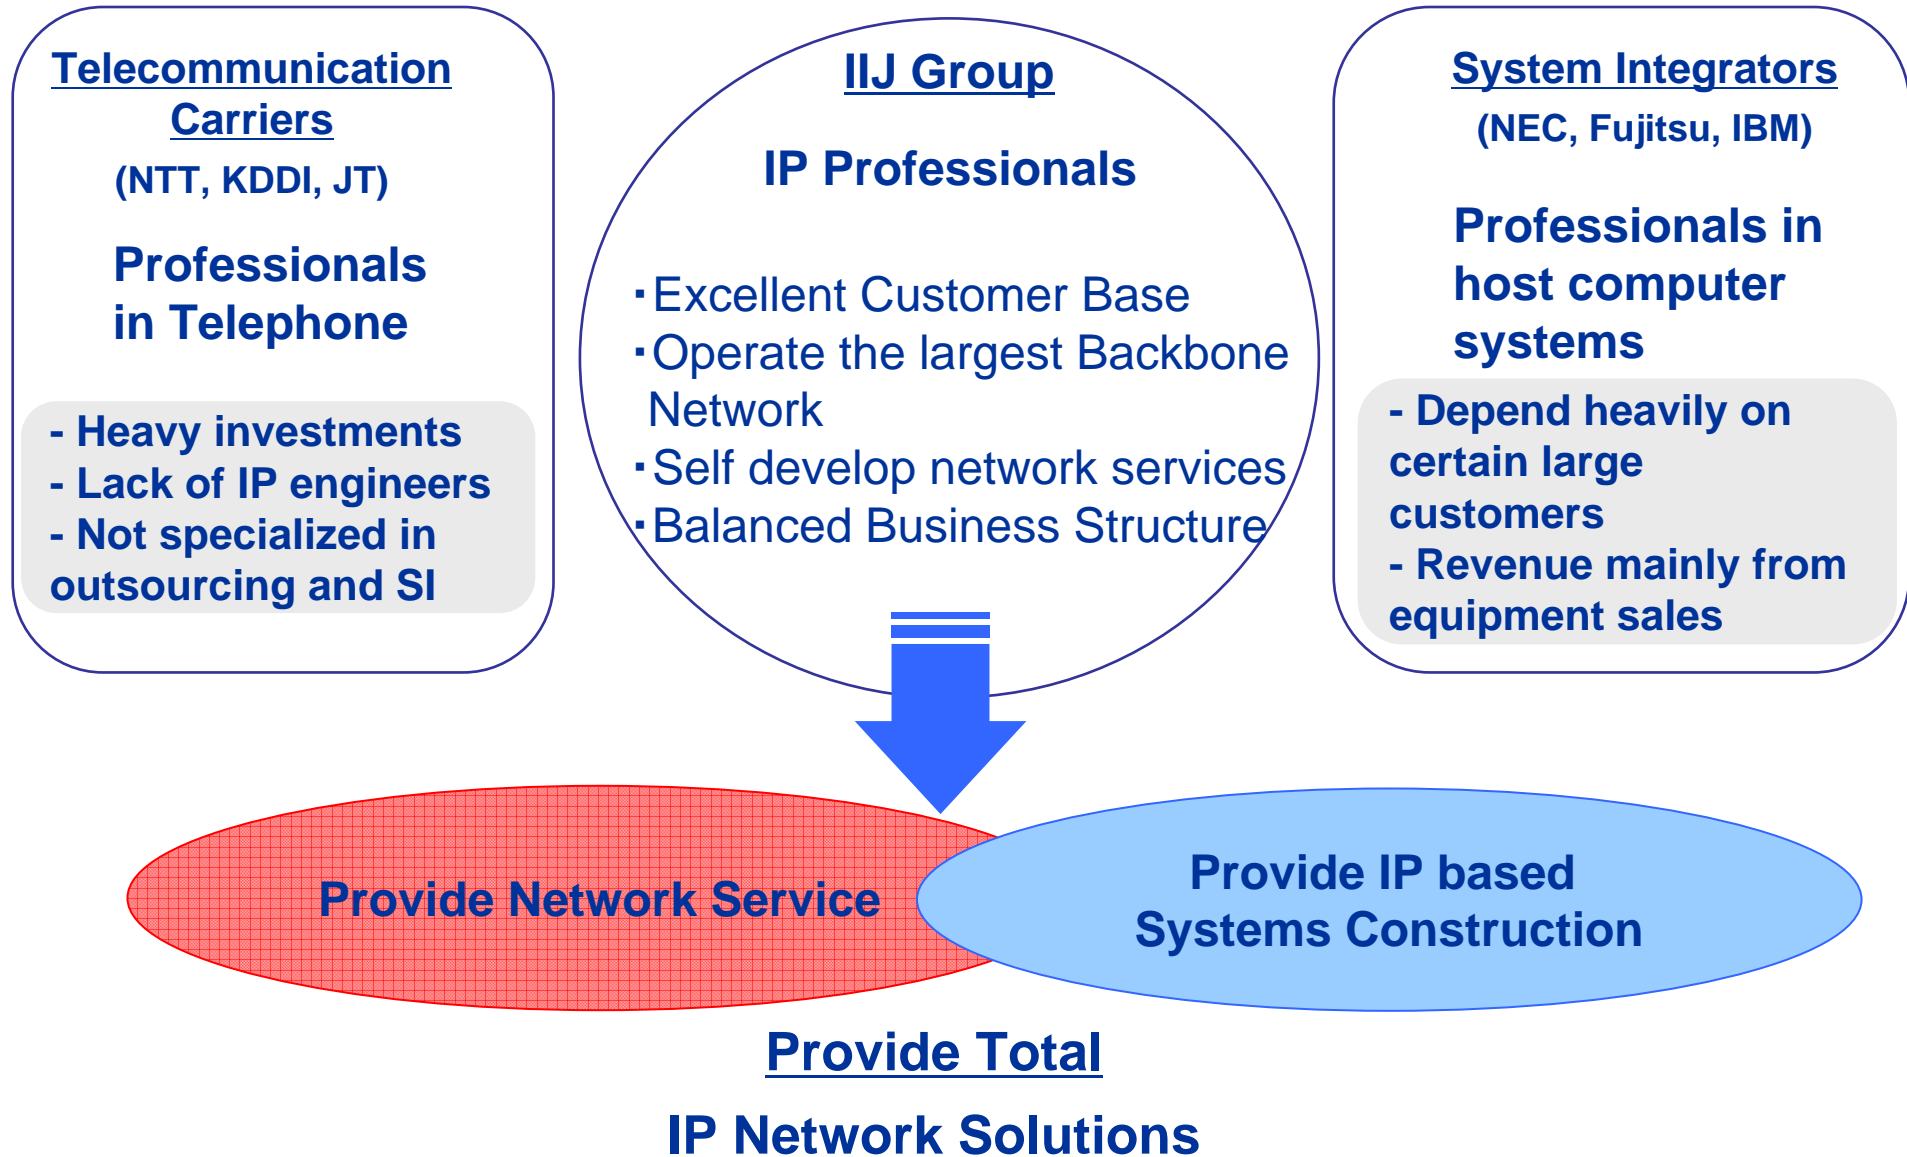 Telecommunication
Carriers
(NTT, KDDI, JT)
Professionals
in Telephone
- Heavy investments
- Lack of IP engineers
- Not specialized in
outsourcing and SI
IIJ Group
IP Professionals
・Excellent Customer Base
・Operate the largest Backbone
Network
・Self develop network services
・Balanced Business Structure
System Integrators
(NEC, Fujitsu, IBM)
Professionals in
host computer
systems
- Depend heavily on
certain large
customers
- Revenue mainly from
equipment sales
Provide Network Service
Provide IP based
Systems Construction
Provide Total
IP Network Solutions